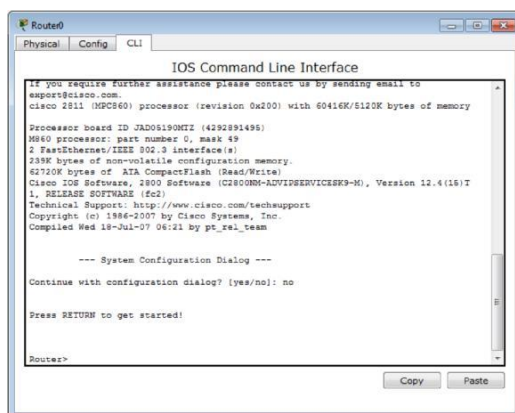 Router0
Physical Config CLI
IOS Command Line Interface
If you require further assistance please contact us by sending email to
export@cisco.com.
cisco 2811 (MPC860) processor (revision 0x200) with 60416K/5120K bytes of memory
Processor board ID JAD05190MTZ (4292891495)
M860 processor: part number 0, mask 49
2 FastEthernet/IEEE 802.3 interface(s)
239K bytes of non-volatile configuration memory.
62720K bytes of ATA CompactFlash (Read/Write)
Cisco IOS Software, 2800 Software (C2800NM-ADVIPSERVICESK9-M), Version 12.4(15)T
1, RELEASE SOFTWARE (fc2)
Technical Support: http://www.cisco.com/techsupport
Copyright (c) 1986-2007 by Cisco Systems, Inc.
Compiled Wed 18-Jul-07 06:21 by pt_rel_team
--- System Configuration Dialog ---
Continue with configuration dialog? [yes/no]: no
Press RETURN to get started!
Router>
Copy Paste